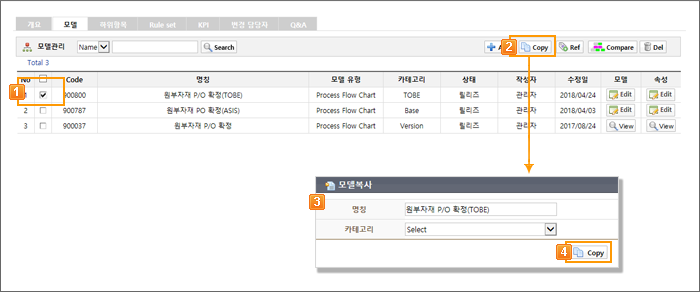 개요 모델 하위항목 Rule set KPI 변경 담당자 Q&A
모델관리 Name Search A 2 Copy Ref Compare Del
Total 3
No Code 명칭 모델 유형 카테고리 상태 작성자 수정일 모델 속성
1 900800 원부자재 P/O 확정(TOBE) Process Flow Chart TOBE 릴리즈 관리자 2018/04/24 Edit Edit
2 900787 원부자재 PO 확정(ASIS) Process Flow Chart Base 릴리즈 관리자 2018/04/03 Edit Edit
3 900037 원부자재 P/O 확정 Process Flow Chart Version 릴리즈 관리자 2017/08/24 View View
모델복사
3
명칭 원부자재 P/O 확정(TOBE)
카테고리 Select
4 Copy